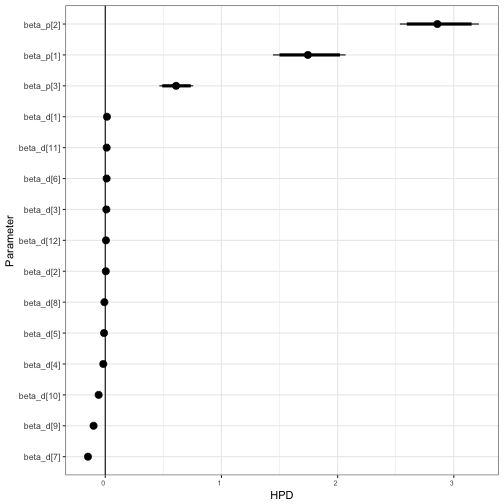 beta_p[2]
beta_p[1]
beta_p[3]
beta_d[1]
beta_d[11]
beta_d[6]
beta_d[3]
beta_d[12]
beta_d[2]
beta_d[8]
beta_d[5]
beta_d[4]
beta_d[10]
beta_d[9]
beta_d[7]
Parameter
0 1 2 3
HPD